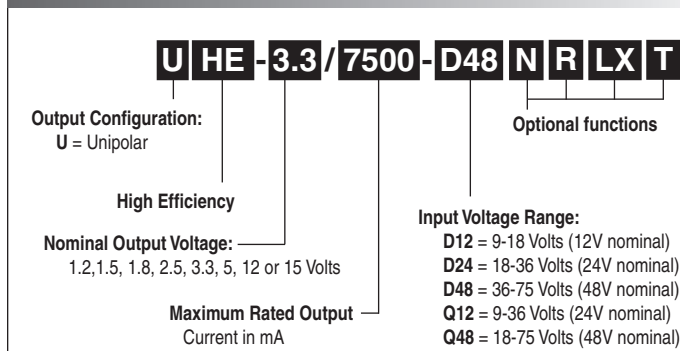 U HE - 3.3 / 7500 - D48 N R LX T
Output Configuration:
U = Unipolar
Optional functions
High Efficiency
Nominal Output Voltage:
1.2,1.5, 1.8, 2.5, 3.3, 5, 12 or 15 Volts
Maximum Rated Output
Current in mA
Input Voltage Range:
D12 = 9-18 Volts (12V nominal)
D24 = 18-36 Volts (24V nominal)
D48 = 36-75 Volts (48V nominal)
Q12 = 9-36 Volts (24V nominal)
Q48 = 18-75 Volts (48V nominal)